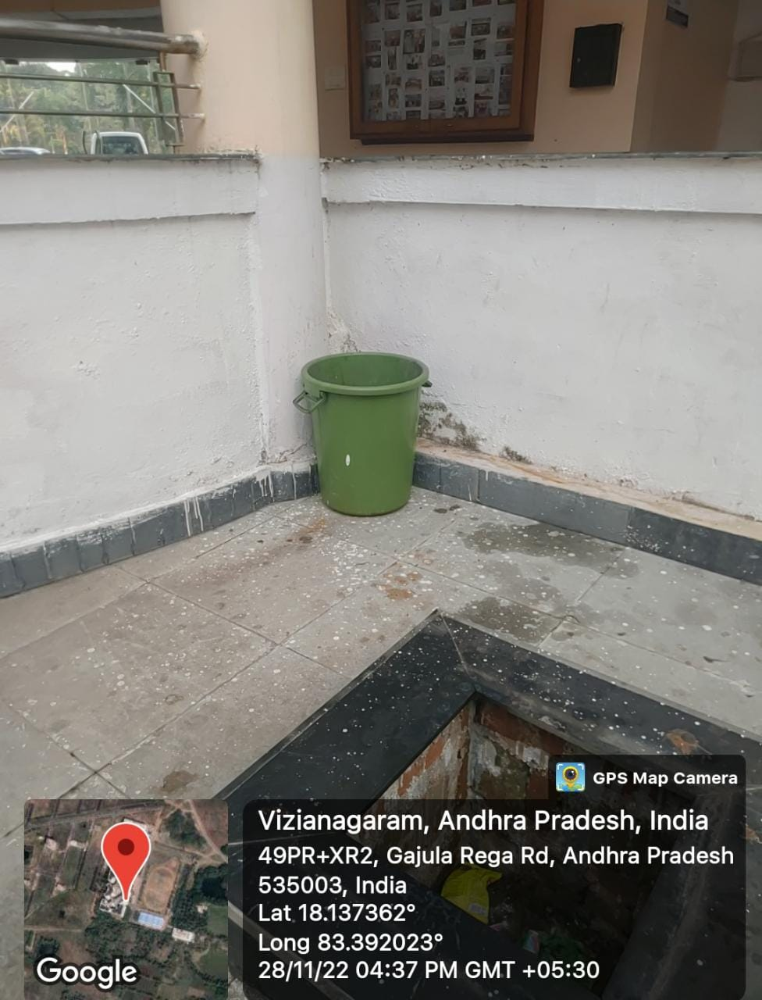 GPS Map Camera
Vizianagaram, Andhra Pradesh, India
49PR+XR2, Gajula Rega Rd, Andhra Pradesh
535003, India
Lat 18.137362°
Long 83.392023°
28/11/22 04:37 PM GMT +05:30
Google